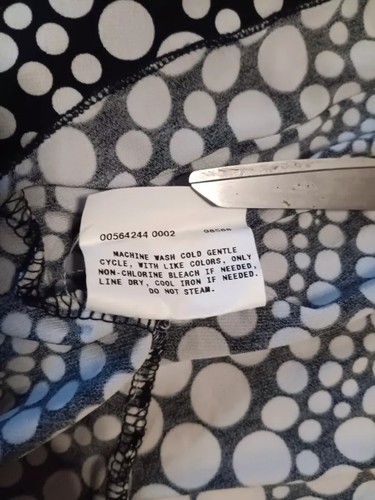 00564244 0002
MACHINE WASH COLD GENTLE
CYCLE, WITH LIKE COLORS, ONLY
NON-CHLORINE BLEACH IF NEEDED,
LINE DRY, COOL IRON IF NEEDED.
DO NOT STEAM.